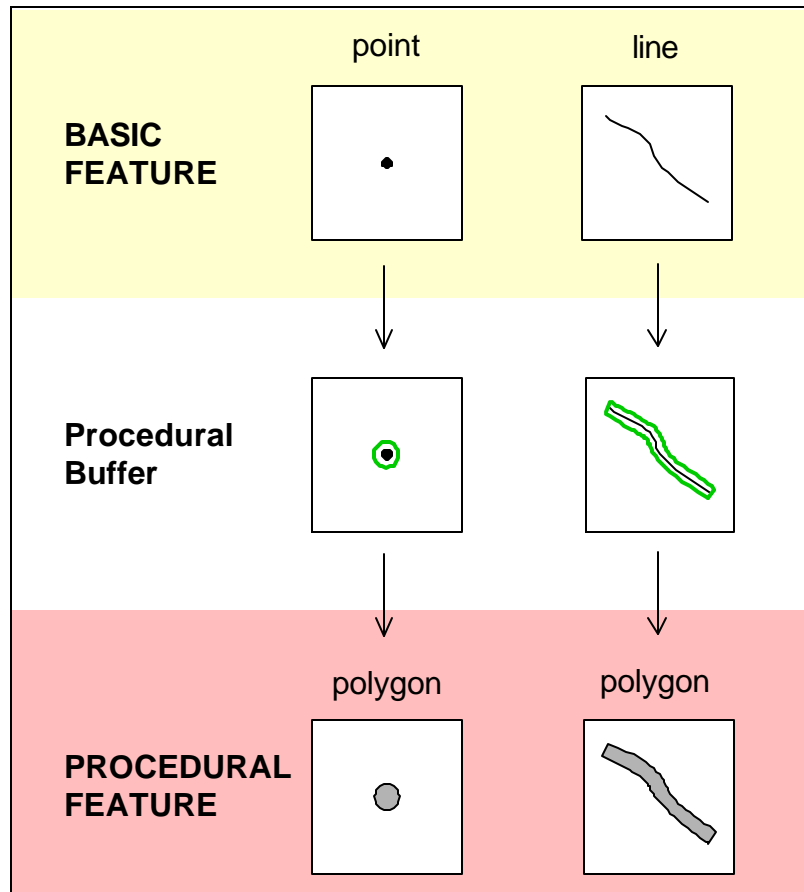 point
line
BASIC
FEATURE
Procedural
Buffer
polygon
polygon
PROCEDURAL
FEATURE